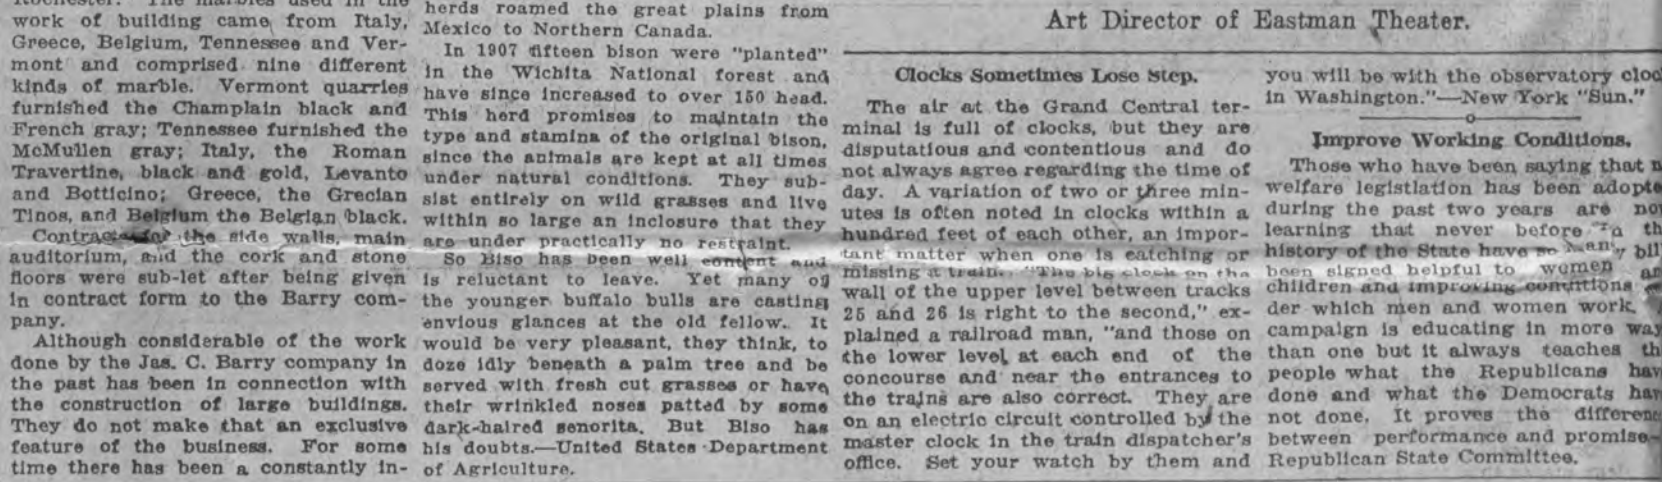 work of building came from Italy,
Greece, Belgium, Tennessee and Ver-
mont and comprised nine different
kinds of marble. Vermont quarries
furnished the Champlain black and
French gray; Tennessee furnished the
McMullen gray; Italy, the Roman
Travertine, black and gold, Levanto
and Botticino; Greece, the Grecian
Tinos, and Belgium the Belgian black.
Contracts for the side walls, main
auditorium, and the cork and stone
floors were sub-let after being given
in contract form to the Barry com-
pany.
Although considerable of the work
done by the Jas. C. Barry company in
the past has been in connection with
the construction of large buildings.
They do not make that an exclusive
feature of the business. For some
time there has been a constantly in-
herds roamed the great plains from
Mexico to Northern Canada.
In 1907 fifteen bison were "planted"
in the Wichita National forest and
have since increased to over 150 head.
This herd promises to maintain the
type and stamina of the original bison,
since the animals are kept at all times
under natural conditions. They sub-
sist entirely on wild grasses and live
within so large an inclosure that they
are under practically no restraint.
So Biso has been well content and
is reluctant to leave. Yet many of
the younger buffalo bulls are casting
envious glances at the old fellow. It
would be very pleasant, they think, to
doze idly beneath a palm tree and be
served with fresh cut grasses or have
their wrinkled noses patted by some
dark-haired senorita. But Biso has
his doubts.—United States Department
of Agriculture.
Art Director of Eastman Theater.
Clocks Sometimes Lose Step.
The air at the Grand Central ter-
minal is full of clocks, but they are
disputatious and contentious and do
not always agree regarding the time of
day. A variation of two or three min-
utes is often noted in clocks within a
hundred feet of each other, an impor-
tant matter when one is catching or
missing a train. "The big clock on the
wall of the upper level between tracks
25 and 26 is right to the second," ex-
plained a railroad man, "and those on
the lower level at each end of the
concourse and near the entrances to
the trains are also correct. They are
on an electric circuit controlled by the
master clock in the train dispatcher's
office. Set your watch by them and
you will be with the observatory cloc
in Washington."—New York "Sun."
Improve Working Conditions.
Those who have been saying that n
welfare legistlation has been adopte
during the past two years are no
learning that never before th
history of the State have so many bil
been signed helpful to women an
children and improving conditions
der which men and women work.
campaign is educating in more way
than one but it always teaches th
people what the Republicans hav
done and what the Democrats hav
not done. It proves the differenc
between performance and promise—
Republican State Committee.